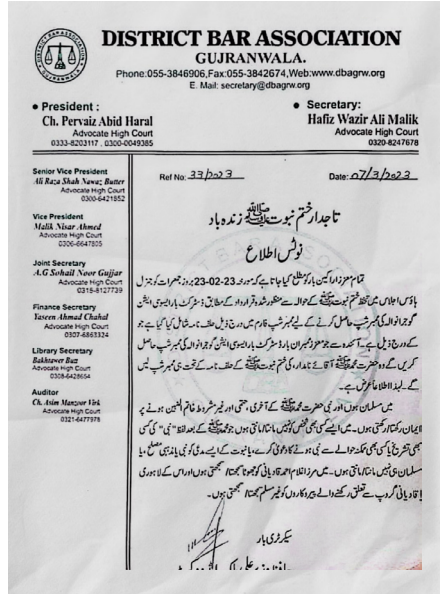 DISTRICT BAR ASSOCIATION
DISTRICT BAR ASSOCIATION
GUJRANWALA.
Phone:055-3846906,Fax:055-3842674,Web:www.dbagrw.org
E. Mail: secretary@dbagrw.org
• President :
Ch. Pervaiz Abid Haral
Advocate High Court
0333-8203117 , 0300-0049385
• Secretary:
Hafiz Wazir Ali Malik
Advocate High Court
0320-8247678
Senior Vice President
Ali Raza Shah Nawaz Butter
Advocate High Court
0300-6421852
Vice President
Malik Nisar Ahmed
Advocate High Court
0306-6647805
Joint Secretary
A.G Sohail Noor Gujjar
Advocate High Court
0315-8127739
Finance Secretary
Yaseen Ahmad Chahal
Advocate High Court
0307-6863324
Library Secretary
Bakhtawer Butt
Advocate High Court
0308-6428664
Auditor
Ch. Asim Manzoor Virk
Advocate High Court
0321-6477978
Ref No: 33/2023 Date: 07/3/2023
تاجدار ختم نبوت ﷺ زندہ باد
نوٹس اطلاع
تمام معزز اراکین بار کو مطلع کیا جاتا ہے کہ مورخہ 23-02-23 بروز جمعرات کو جنرل
ہاؤس اجلاس میں تحفظ ختم نبوت ﷺ کے حوالے سے منظور شدہ قرارداد کے مطابق ڈسٹرکٹ بار ایسوسی ایشن
گوجرانوالہ کی ممبر شپ حاصل کرنے کے لیے ممبر شپ فارم میں درج ذیل حلف نامہ شامل کیا گیا ہے جو
کہ درج ذیل ہے۔ آئندہ سے جو معزز ممبران بار ڈسٹرکٹ بار ایسوسی ایشن گوجرانوالہ کی ممبر شپ حاصل
کریں گے وہ حضرت محمد ﷺ آقائے نامدار، کی ختم نبوت ﷺ کے حلف نامہ کے تحت ہی ممبر شپ لیں
گے۔ لہذا اطلاعاً عرض ہے۔
میں مسلمان ہوں اور نبی حضرت محمد ﷺ کے آخری، حتمی اور غیر مشروط خاتم النبین ہونے پر
ایمان رکھتا/رکھتی ہوں۔ میں ایسے کسی بھی شخص کو نہیں مانتا/مانتی ہوں جو محمد ﷺ کے بعد لفظ "نبی" کی کسی
بھی تشریح یا کسی بھی حوالے سے نبی ہونے کا دعویٰ کرے، یا نبوت کے ایسے مدعی کو نبی یا مذہبی مصلح، یا
مسلمان ہی نہیں مانتا/مانتی ہوں۔ میں مرزا غلام احمد قادیانی کو جھوٹا سمجھتا/ سمجھتی ہوں اور اس کے لاہوری
یا قادیانی گروپ سے تعلق رکھنے والے پیروکاروں کو غیر مسلم سمجھتا/ سمجھتی ہوں۔
سیکرٹری بار